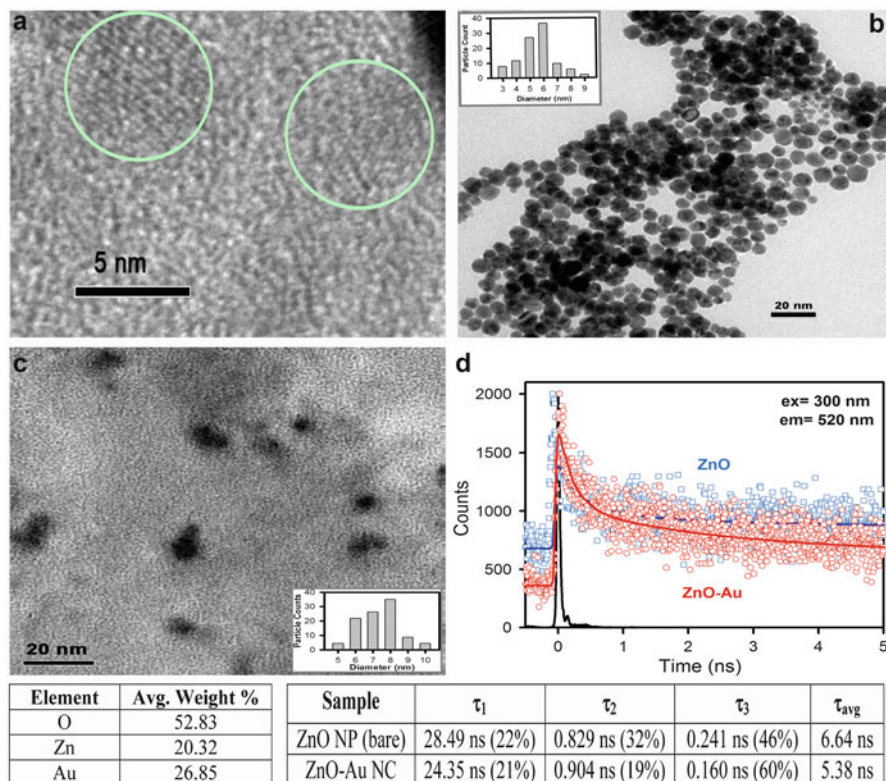 a
5 nm
b
Particle Count
40
30
20
10
0
3 4 5 6 7 8 9
Diameter (nm)
20 nm
c
20 nm
Particle Counts
40
30
20
10
0
5 6 7 8 9 10
Diameter (nm)
d
ex= 300 nm
em= 520 nm
ZnO
ZnO-Au
Counts
2000
1500
1000
500
0
0 1 2 3 4 5
Time (ns)
Element Avg. Weight %
O 52.83
Zn 20.32
Au 26.85
Sample τ1 τ2 τ3 τavg
ZnO NP (bare) 28.49 ns (22%) 0.829 ns (32%) 0.241 ns (46%) 6.64 ns
ZnO-Au NC 24.35 ns (21%) 0.904 ns (19%) 0.160 ns (60%) 5.38 ns